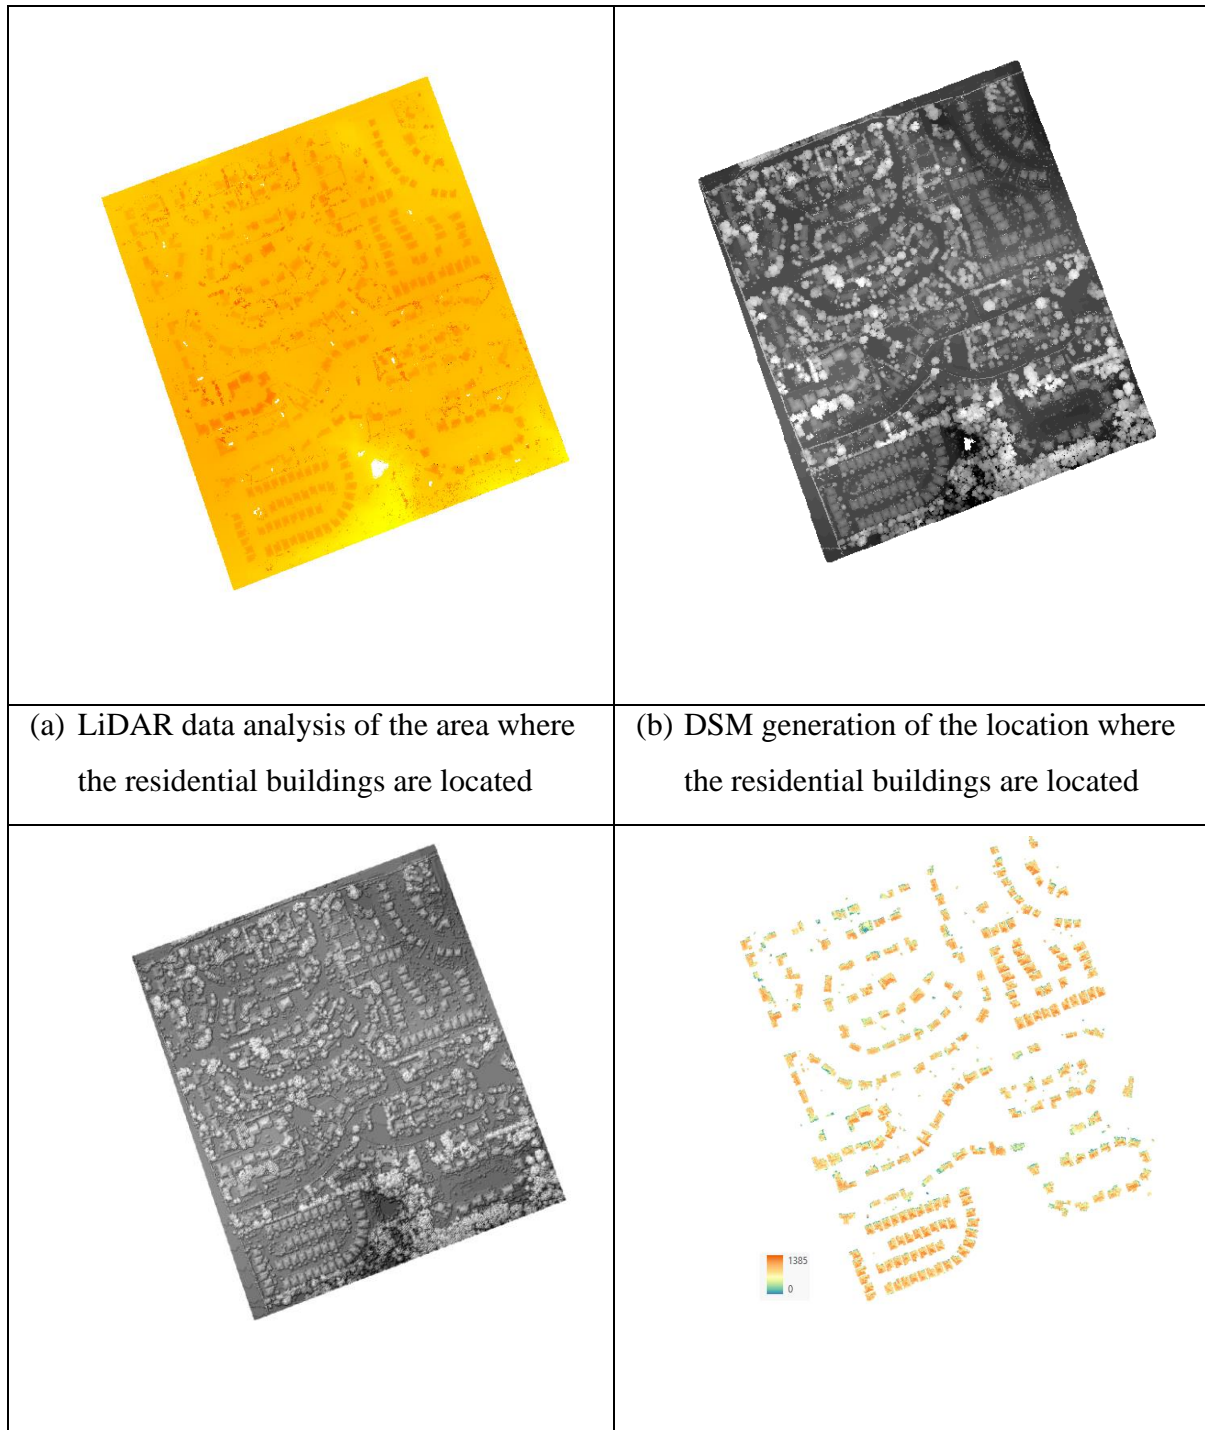 (a) LiDAR data analysis of the area where
the residential buildings are located
(b) DSM generation of the location where
the residential buildings are located
1385
0